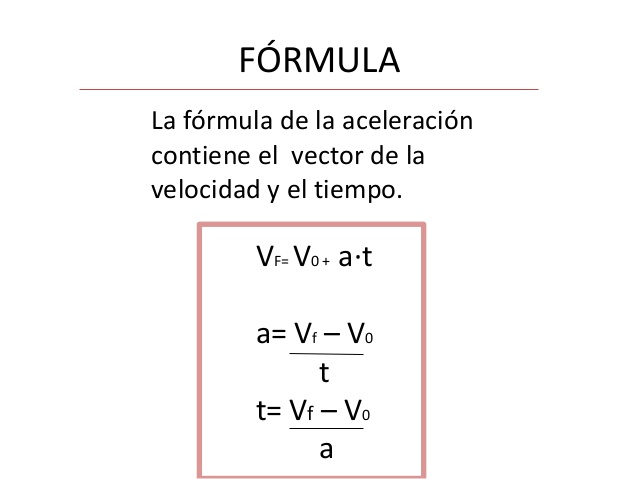 FÓRMULA
La fórmula de la aceleración
contiene el vector de la
velocidad y el tiempo.
VF= V0 + a·t
a= Vf – V0
t
t= Vf – V0
a